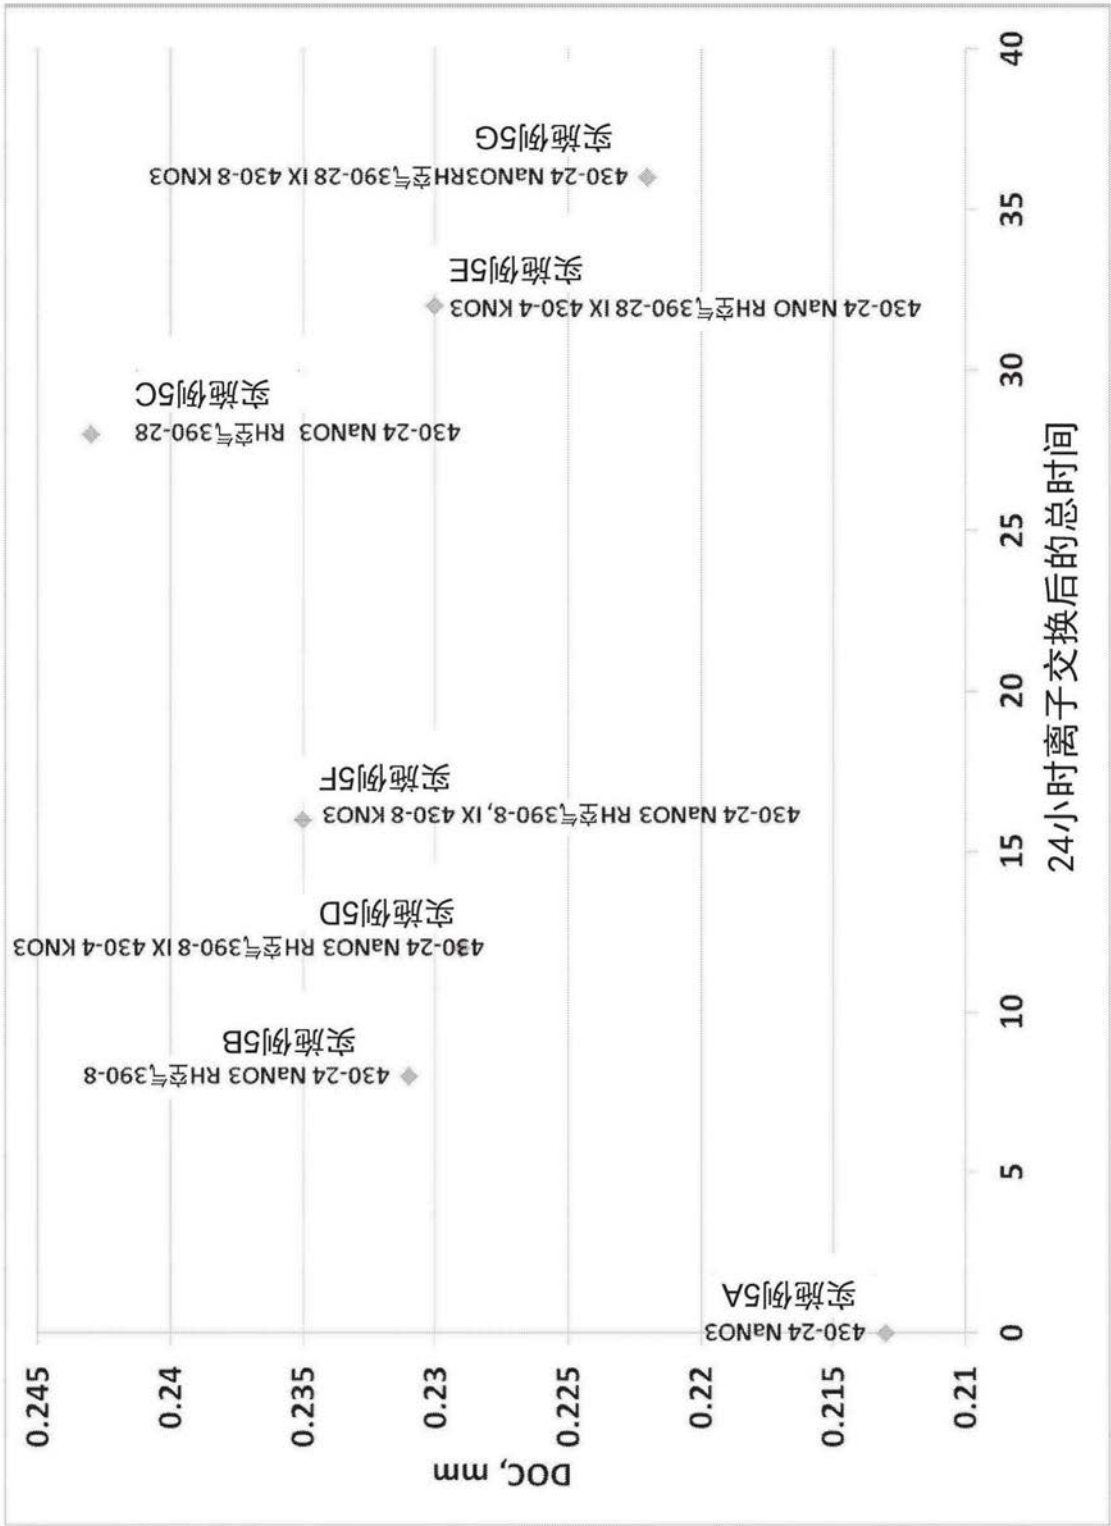 DOC, mm
0.245
0.24
0.235
0.23
0.225
0.22
0.215
0.21
0
5
10
15
20
25
30
35
40
24小时离子交换后的总时间
430-24 NaNO3
实施例5A
430-24 NaNO3 RH空气390-8
实施例5B
430-24 NaNO3 RH空气390-8 IX 430-4 KNO3
实施例5D
430-24 NaNO3 RH空气390-8, IX 430-8 KNO3
实施例5F
430-24 NaNO3 RH空气390-28
实施例5C
430-24 NaNO RH空气390-28 IX 430-4 KNO3
实施例5E
430-24 NaNO3RH空气390-28 IX 430-8 KNO3
实施例5G